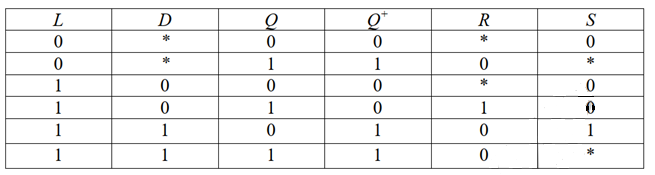 L D Q Q⁺ R S
0 * 0 0 * 0
0 * 1 1 0 *
1 0 0 0 * 0
1 0 1 0 1 0
1 1 0 1 0 1
1 1 1 1 0 *